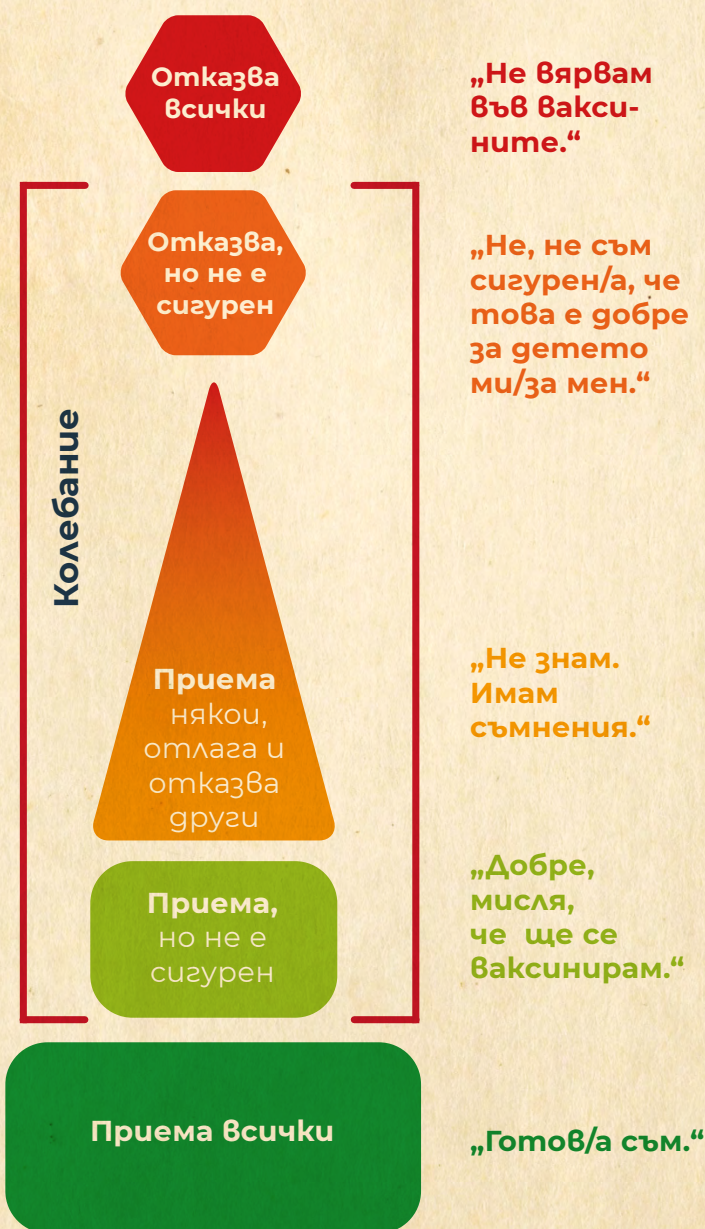 Отказва
всички
„Не вярвам
във вакси-
ните.“
Отказва,
но не е
сигурен
„Не, не съм
сигурен/а, че
това е добре
за детето
ми/за мен.“
Колебание
Приема
някои,
отлага и
отказва
други
„Не знам.
Имам
съмнения.“
Приема,
но не е
сигурен
„Добре,
мисля,
че ще се
ваксинирам.“
Приема всички
„Готов/а съм.“